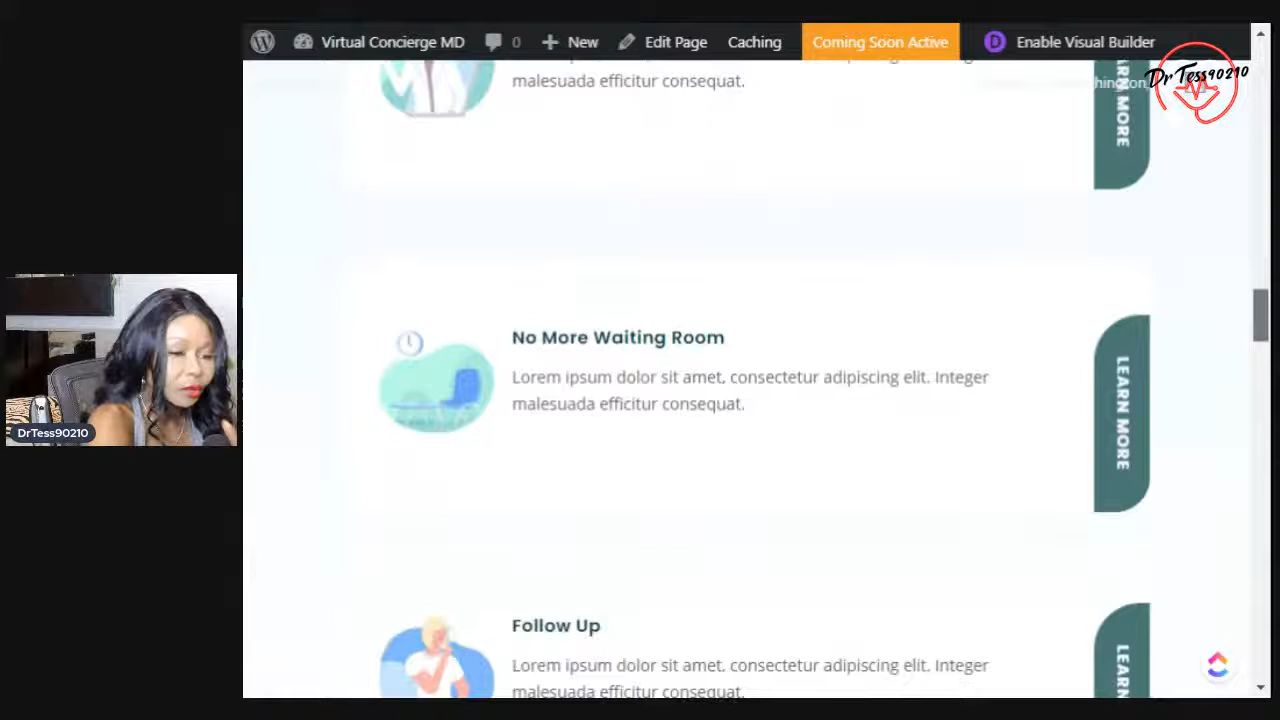 Virtual Concierge MD 0 New Edit Page Caching Coming Soon Active Enable Visual Builder
DrTess90210
malesuada efficitur consequat.
LEARN MORE
No More Waiting Room
Lorem ipsum dolor sit amet, consectetur adipiscing elit. Integer
malesuada efficitur consequat.
LEARN MORE
DrTess90210
Follow Up
Lorem ipsum dolor sit amet, consectetur adipiscing elit. Integer
malesuada efficitur consequat.
LEARN